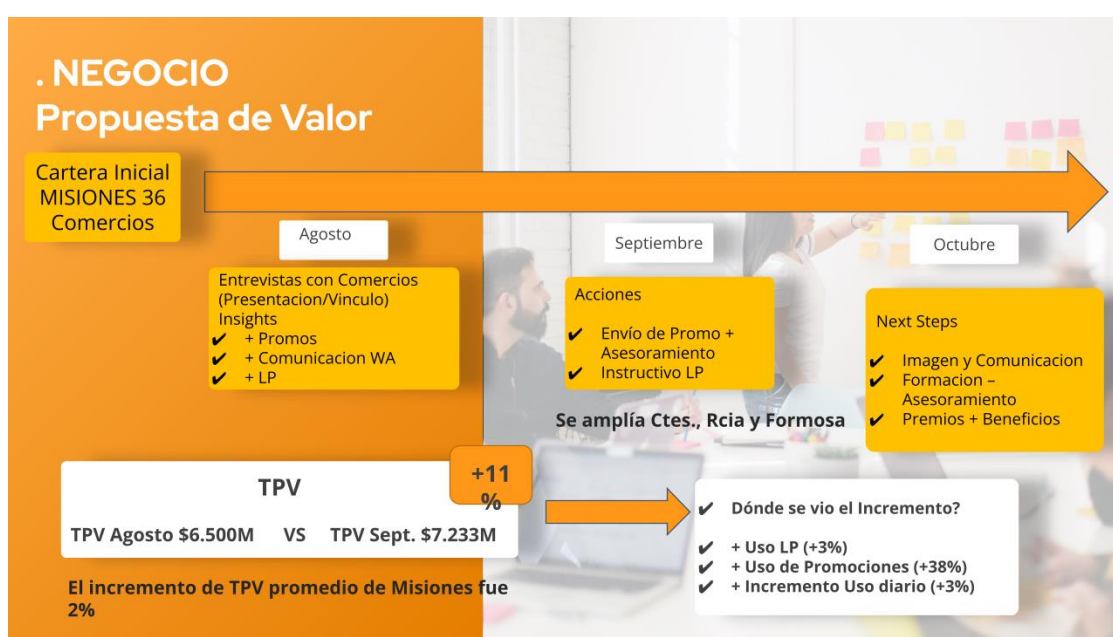 . NEGOCIO
Propuesta de Valor
Cartera Inicial
MISIONES 36
Comercios
Agosto
Entrevistas con Comercios
(Presentacion/Vinculo)
Insights
✔ + Promos
✔ + Comunicacion WA
✔ + LP
Septiembre
Acciones
✔ Envío de Promo +
Asesoramiento
✔ Instructivo LP
Octubre
Next Steps
✔ Imagen y Comunicacion
✔ Formacion –
Asesoramiento
✔ Premios + Beneficios
Se amplía Ctes., Rcia y Formosa
+11
%
TPV
TPV Agosto $6.500M VS TPV Sept. $7.233M
El incremento de TPV promedio de Misiones fue
2%
✔ Dónde se vio el Incremento?
✔ + Uso LP (+3%)
✔ + Uso de Promociones (+38%)
✔ + Incremento Uso diario (+3%)